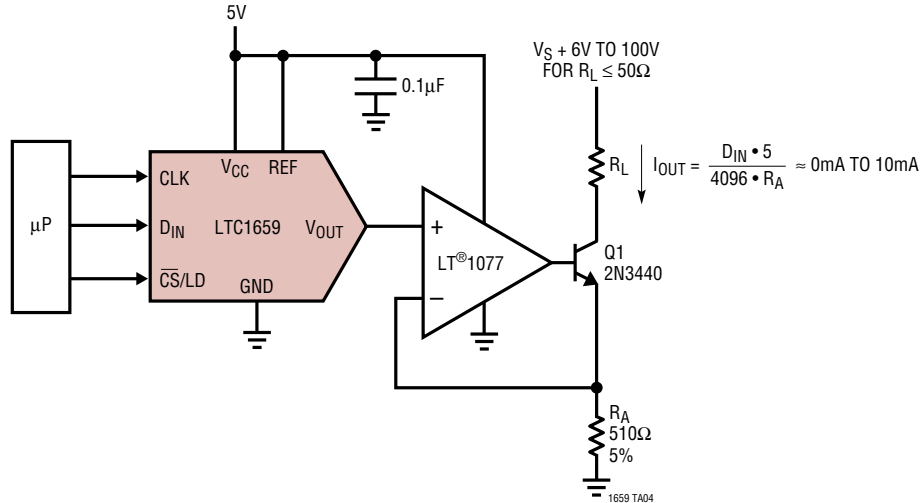 5V
V_S + 6V TO 100V
FOR R_L ≤ 50Ω
0.1µF
µP
CLK
D_IN
C̅S̅/LD
V_CC
REF
LTC1659
GND
V_OUT
+
−
LT®1077
R_L
I_OUT = D_IN • 5 / 4096 • R_A ≈ 0mA TO 10mA
Q1
2N3440
R_A
510Ω
5%
1659 TA04